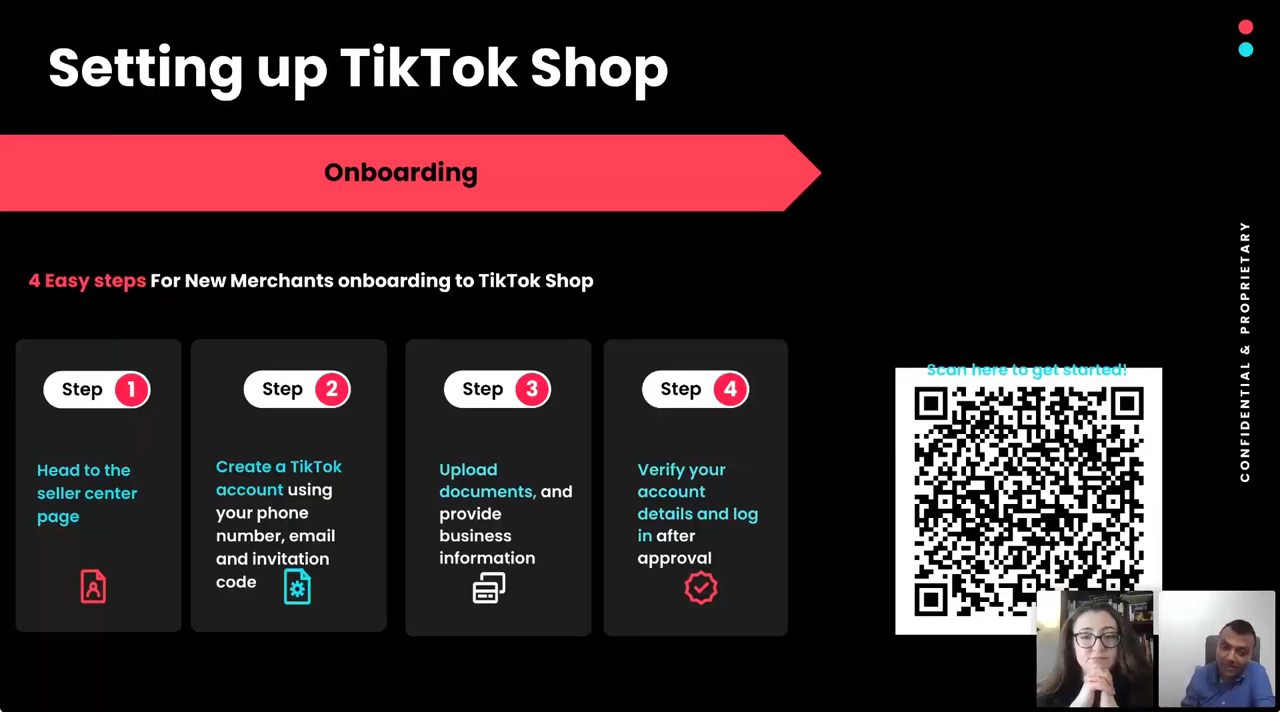 Setting up TikTok Shop
Onboarding
4 Easy steps For New Merchants onboarding to TikTok Shop
Step 1
Head to the
seller center
page
Step 2
Create a TikTok
account using
your phone
number, email
and invitation
code
Step 3
Upload
documents, and
provide
business
information
Step 4
Verify your
account
details and log
in after
approval
Scan here to get started!
CONFIDENTIAL & PROPRIETARY